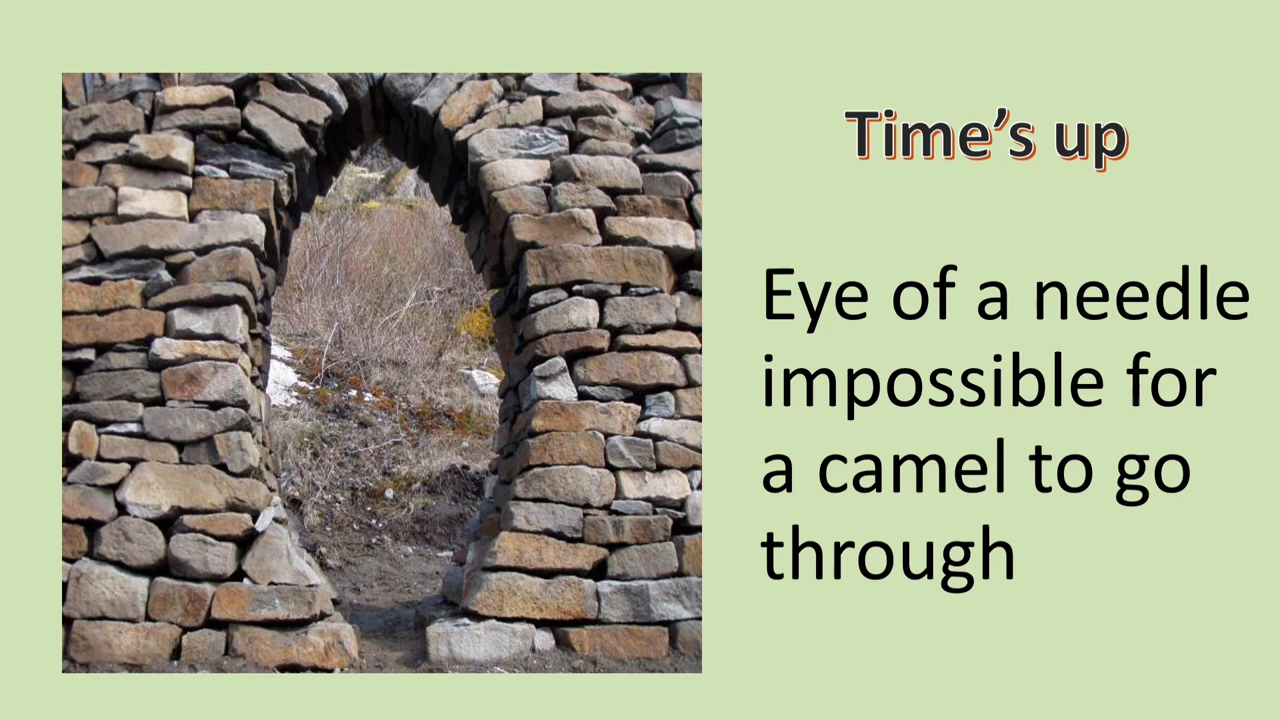 Time’s up
Eye of a needle
impossible for
a camel to go
through